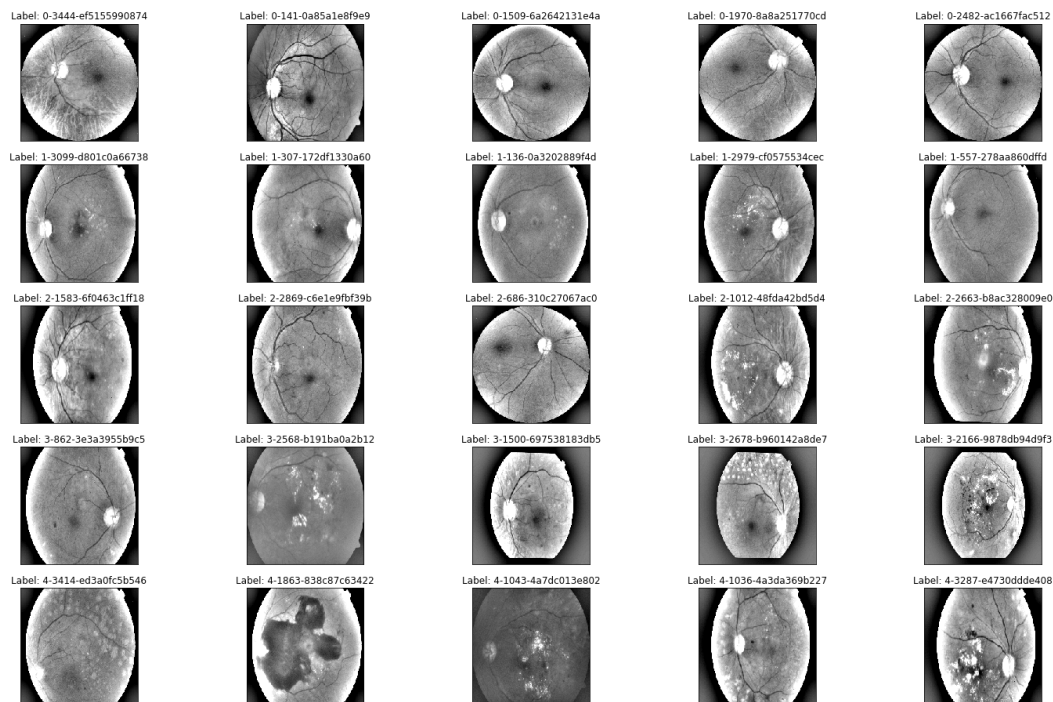 Label: 0-3444-ef5155990874
Label: 0-141-0a85a1e8f9e9
Label: 0-1509-6a2642131e4a
Label: 0-1970-8a8a251770cd
Label: 0-2482-ac1667fac512
Label: 1-3099-d801c0a66738
Label: 1-307-172df1330a60
Label: 1-136-0a3202889f4d
Label: 1-2979-cf0575534cec
Label: 1-557-278aa860dffd
Label: 2-1583-6f0463c1ff18
Label: 2-2869-c6e1e9fbf39b
Label: 2-686-310c27067ac0
Label: 2-1012-48fda42bd5d4
Label: 2-2663-b8ac328009e0
Label: 3-862-3e3a3955b9c5
Label: 3-2568-b191ba0a2b12
Label: 3-1500-697538183db5
Label: 3-2678-b960142a8de7
Label: 3-2166-9878db94d9f3
Label: 4-3414-ed3a0fc5b546
Label: 4-1863-838c87c63422
Label: 4-1043-4a7dc013e802
Label: 4-1036-4a3da369b227
Label: 4-3287-e4730ddde408